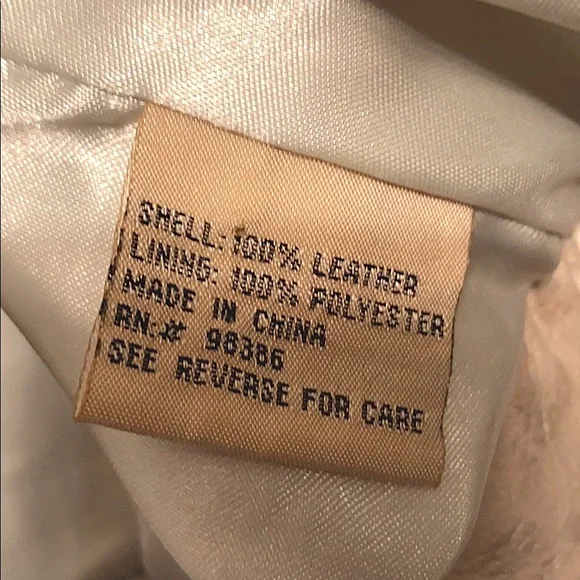 SHELL: 100% LEATHER
LINING: 100% POLYESTER
MADE IN CHINA
RN:# 98386
SEE REVERSE FOR CARE